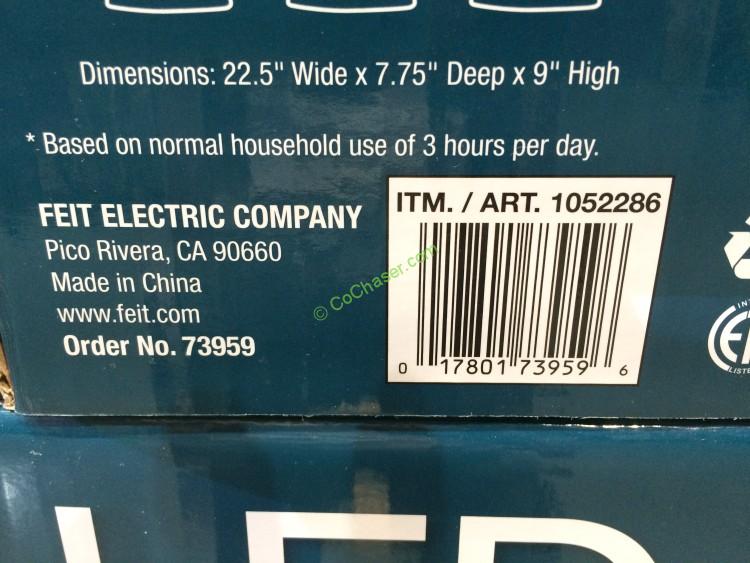 Dimensions: 22.5" Wide x 7.75" Deep x 9" High
* Based on normal household use of 3 hours per day.
FEIT ELECTRIC COMPANY
Pico Rivera, CA 90660
Made in China
www.feit.com
Order No. 73959
ITM. / ART. 1052286
0 17801 73959 6
© CoChaser.com
LED